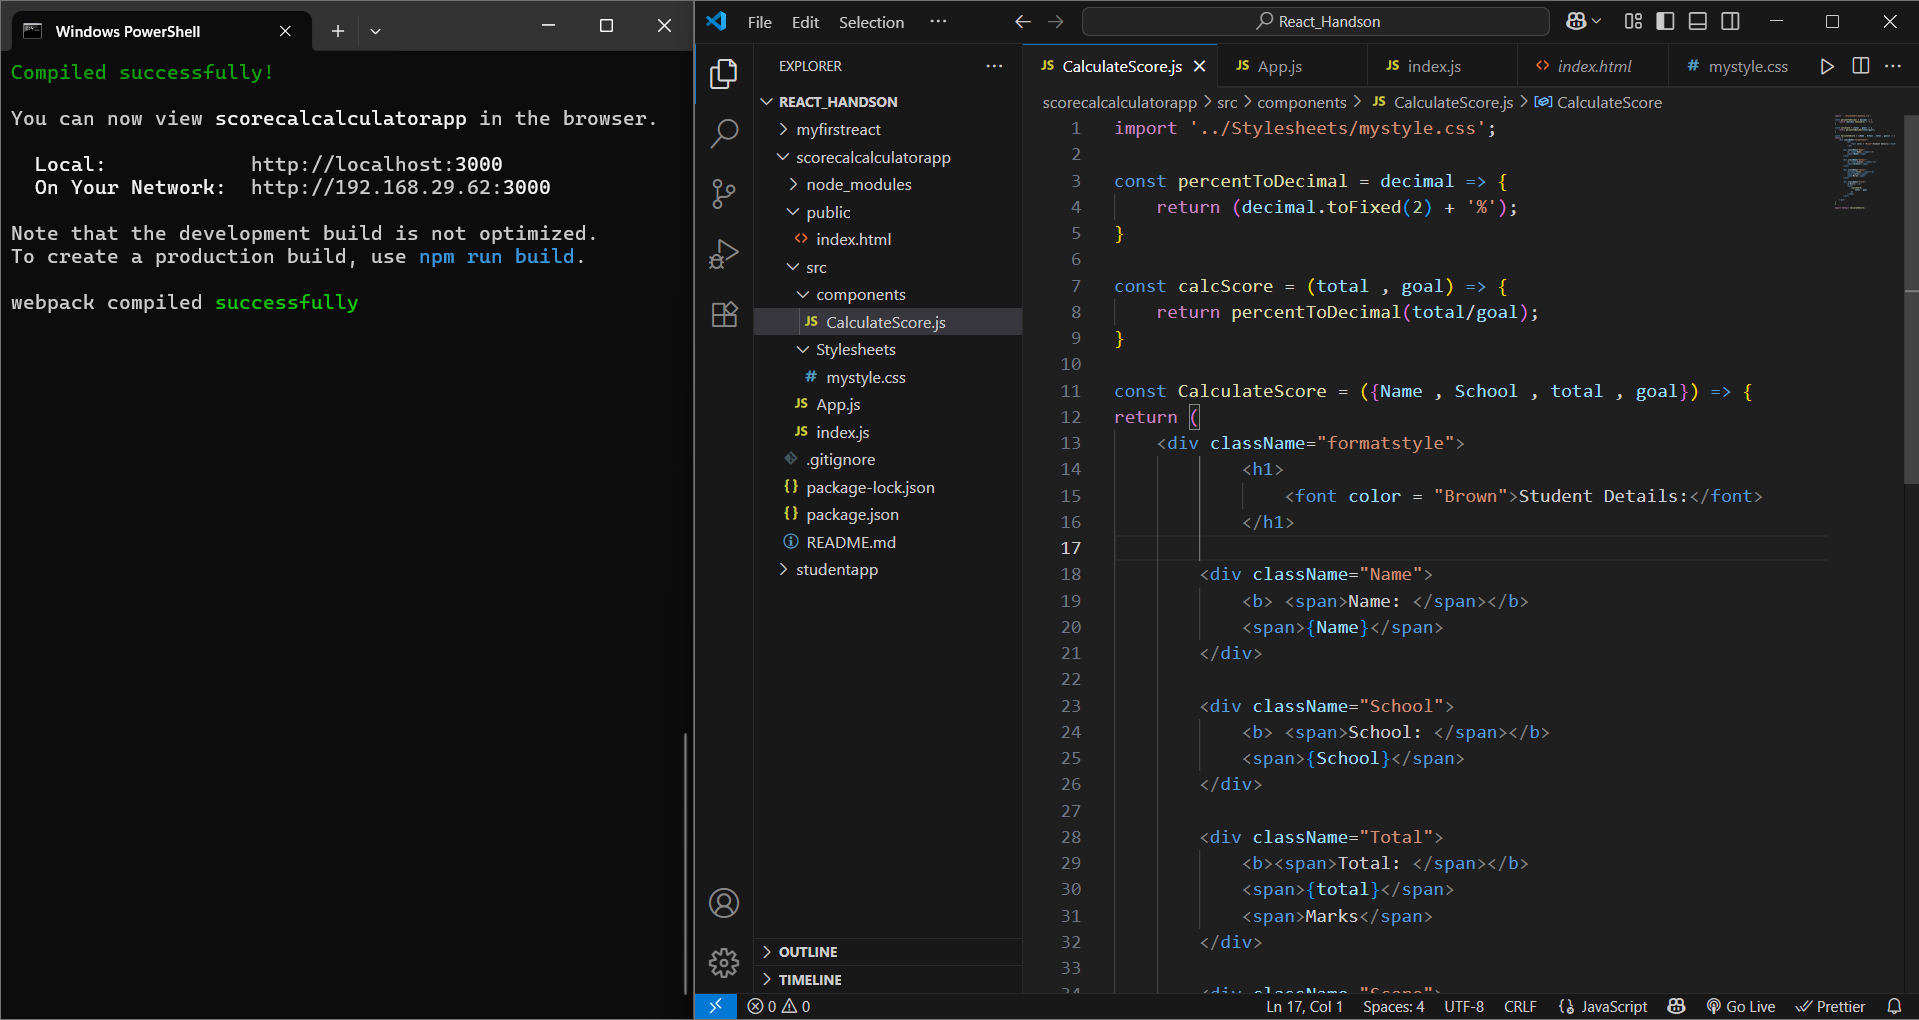 Windows PowerShell
Compiled successfully!
You can now view scorecalcalculatorapp in the browser.
Local: http://localhost:3000
On Your Network: http://192.168.29.62:3000
Note that the development build is not optimized.
To create a production build, use npm run build.
webpack compiled successfully
File Edit Selection ··· React_Handson
EXPLORER ···
REACT_HANDSON
myfirstreact
scorecalcalculatorapp
node_modules
public
<> index.html
src
components
JS CalculateScore.js
Stylesheets
# mystyle.css
JS App.js
JS index.js
.gitignore
{} package-lock.json
{} package.json
README.md
studentapp
OUTLINE
TIMELINE
JS CalculateScore.js JS App.js JS index.js <> index.html # mystyle.css ···
scorecalcalculatorapp > src > components > JS CalculateScore.js > CalculateScore
1 import '../Stylesheets/mystyle.css';
2
3 const percentToDecimal = decimal => {
4 return (decimal.toFixed(2) + '%');
5 }
6
7 const calcScore = (total , goal) => {
8 return percentToDecimal(total/goal);
9 }
10
11 const CalculateScore = ({Name , School , total , goal}) => {
12 return (
13 <div className="formatstyle">
14 <h1>
15 <font color = "Brown">Student Details:</font>
16 </h1>
17
18 <div className="Name">
19 <b> <span>Name: </span></b>
20 <span>{Name}</span>
21 </div>
22
23 <div className="School">
24 <b> <span>School: </span></b>
25 <span>{School}</span>
26 </div>
27
28 <div className="Total">
29 <b><span>Total: </span></b>
30 <span>{total}</span>
31 <span>Marks</span>
32 </div>
33
34 <div className="Score">
0 0 Ln 17, Col 1 Spaces: 4 UTF-8 CRLF {} JavaScript Go Live Prettier